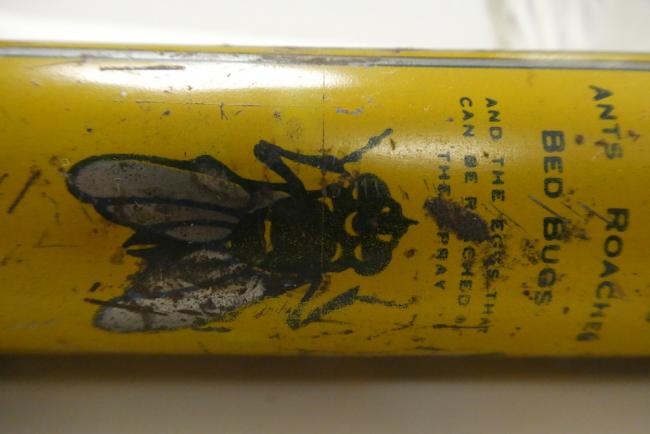 ANTS ROACHES
BED BUGS
AND THE EGGS THAT
CAN BE REACHED
THE SPRAY